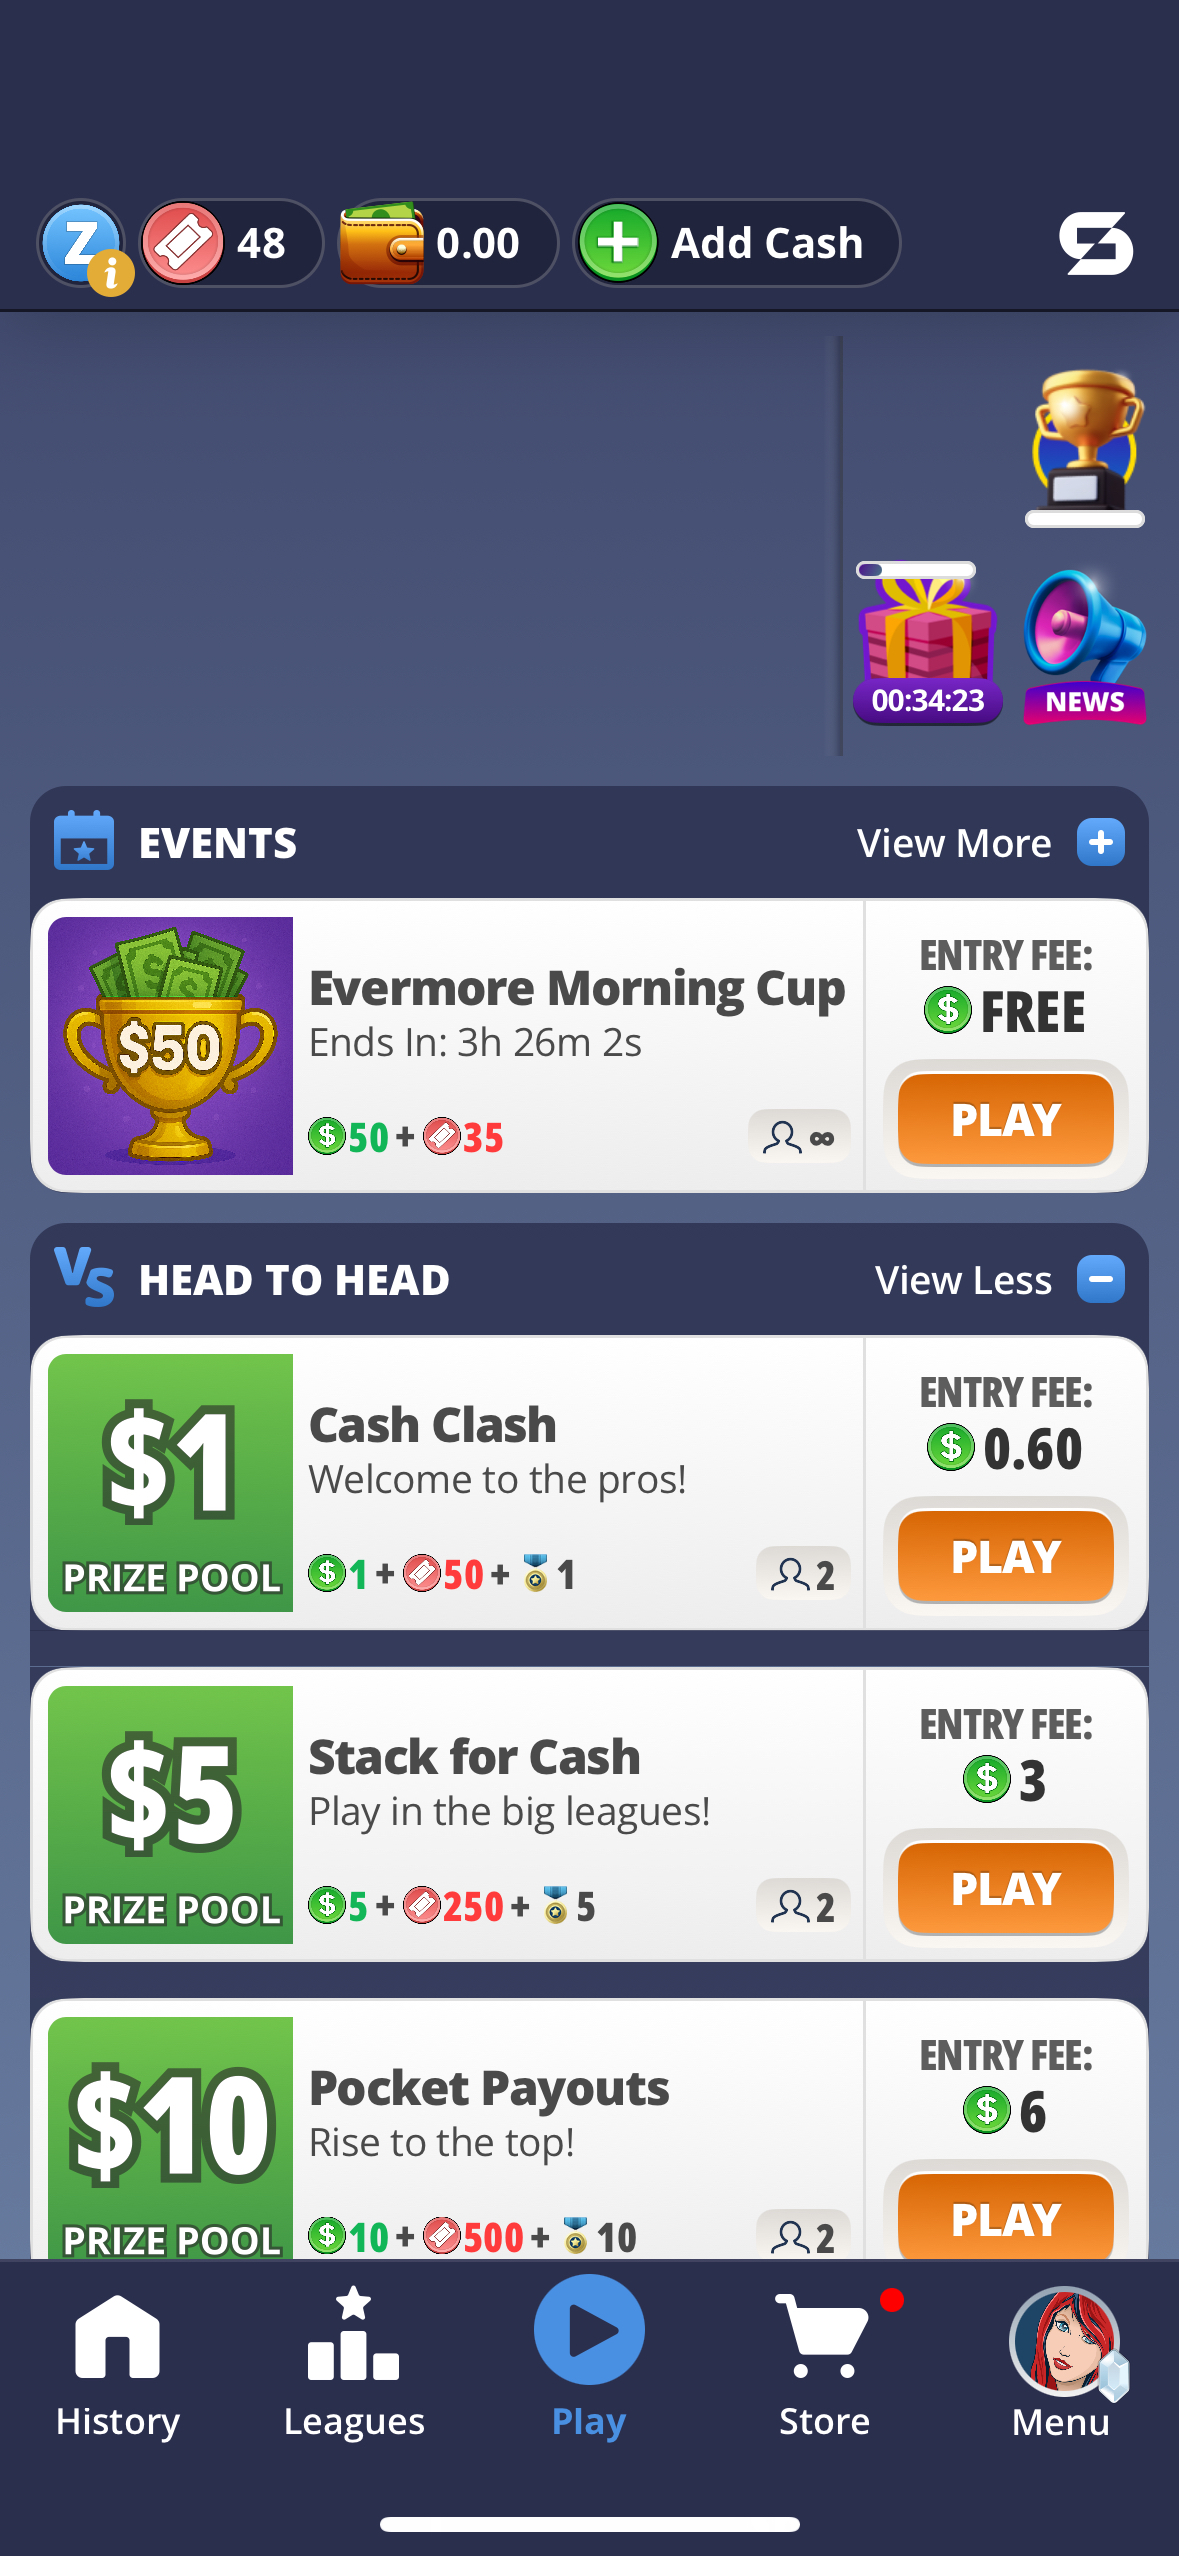 Z
i
48
0.00
Add Cash
00:34:23
NEWS
EVENTS
View More
$50
Evermore Morning Cup
Ends In: 3h 26m 2s
$50 + 35
∞
ENTRY FEE:
$ FREE
PLAY
VS
HEAD TO HEAD
View Less
$1
PRIZE POOL
Cash Clash
Welcome to the pros!
$1 + 50 + 1
2
ENTRY FEE:
$ 0.60
PLAY
$5
PRIZE POOL
Stack for Cash
Play in the big leagues!
$5 + 250 + 5
2
ENTRY FEE:
$ 3
PLAY
$10
PRIZE POOL
Pocket Payouts
Rise to the top!
$10 + 500 + 10
2
ENTRY FEE:
$ 6
PLAY
History
Leagues
Play
Store
Menu